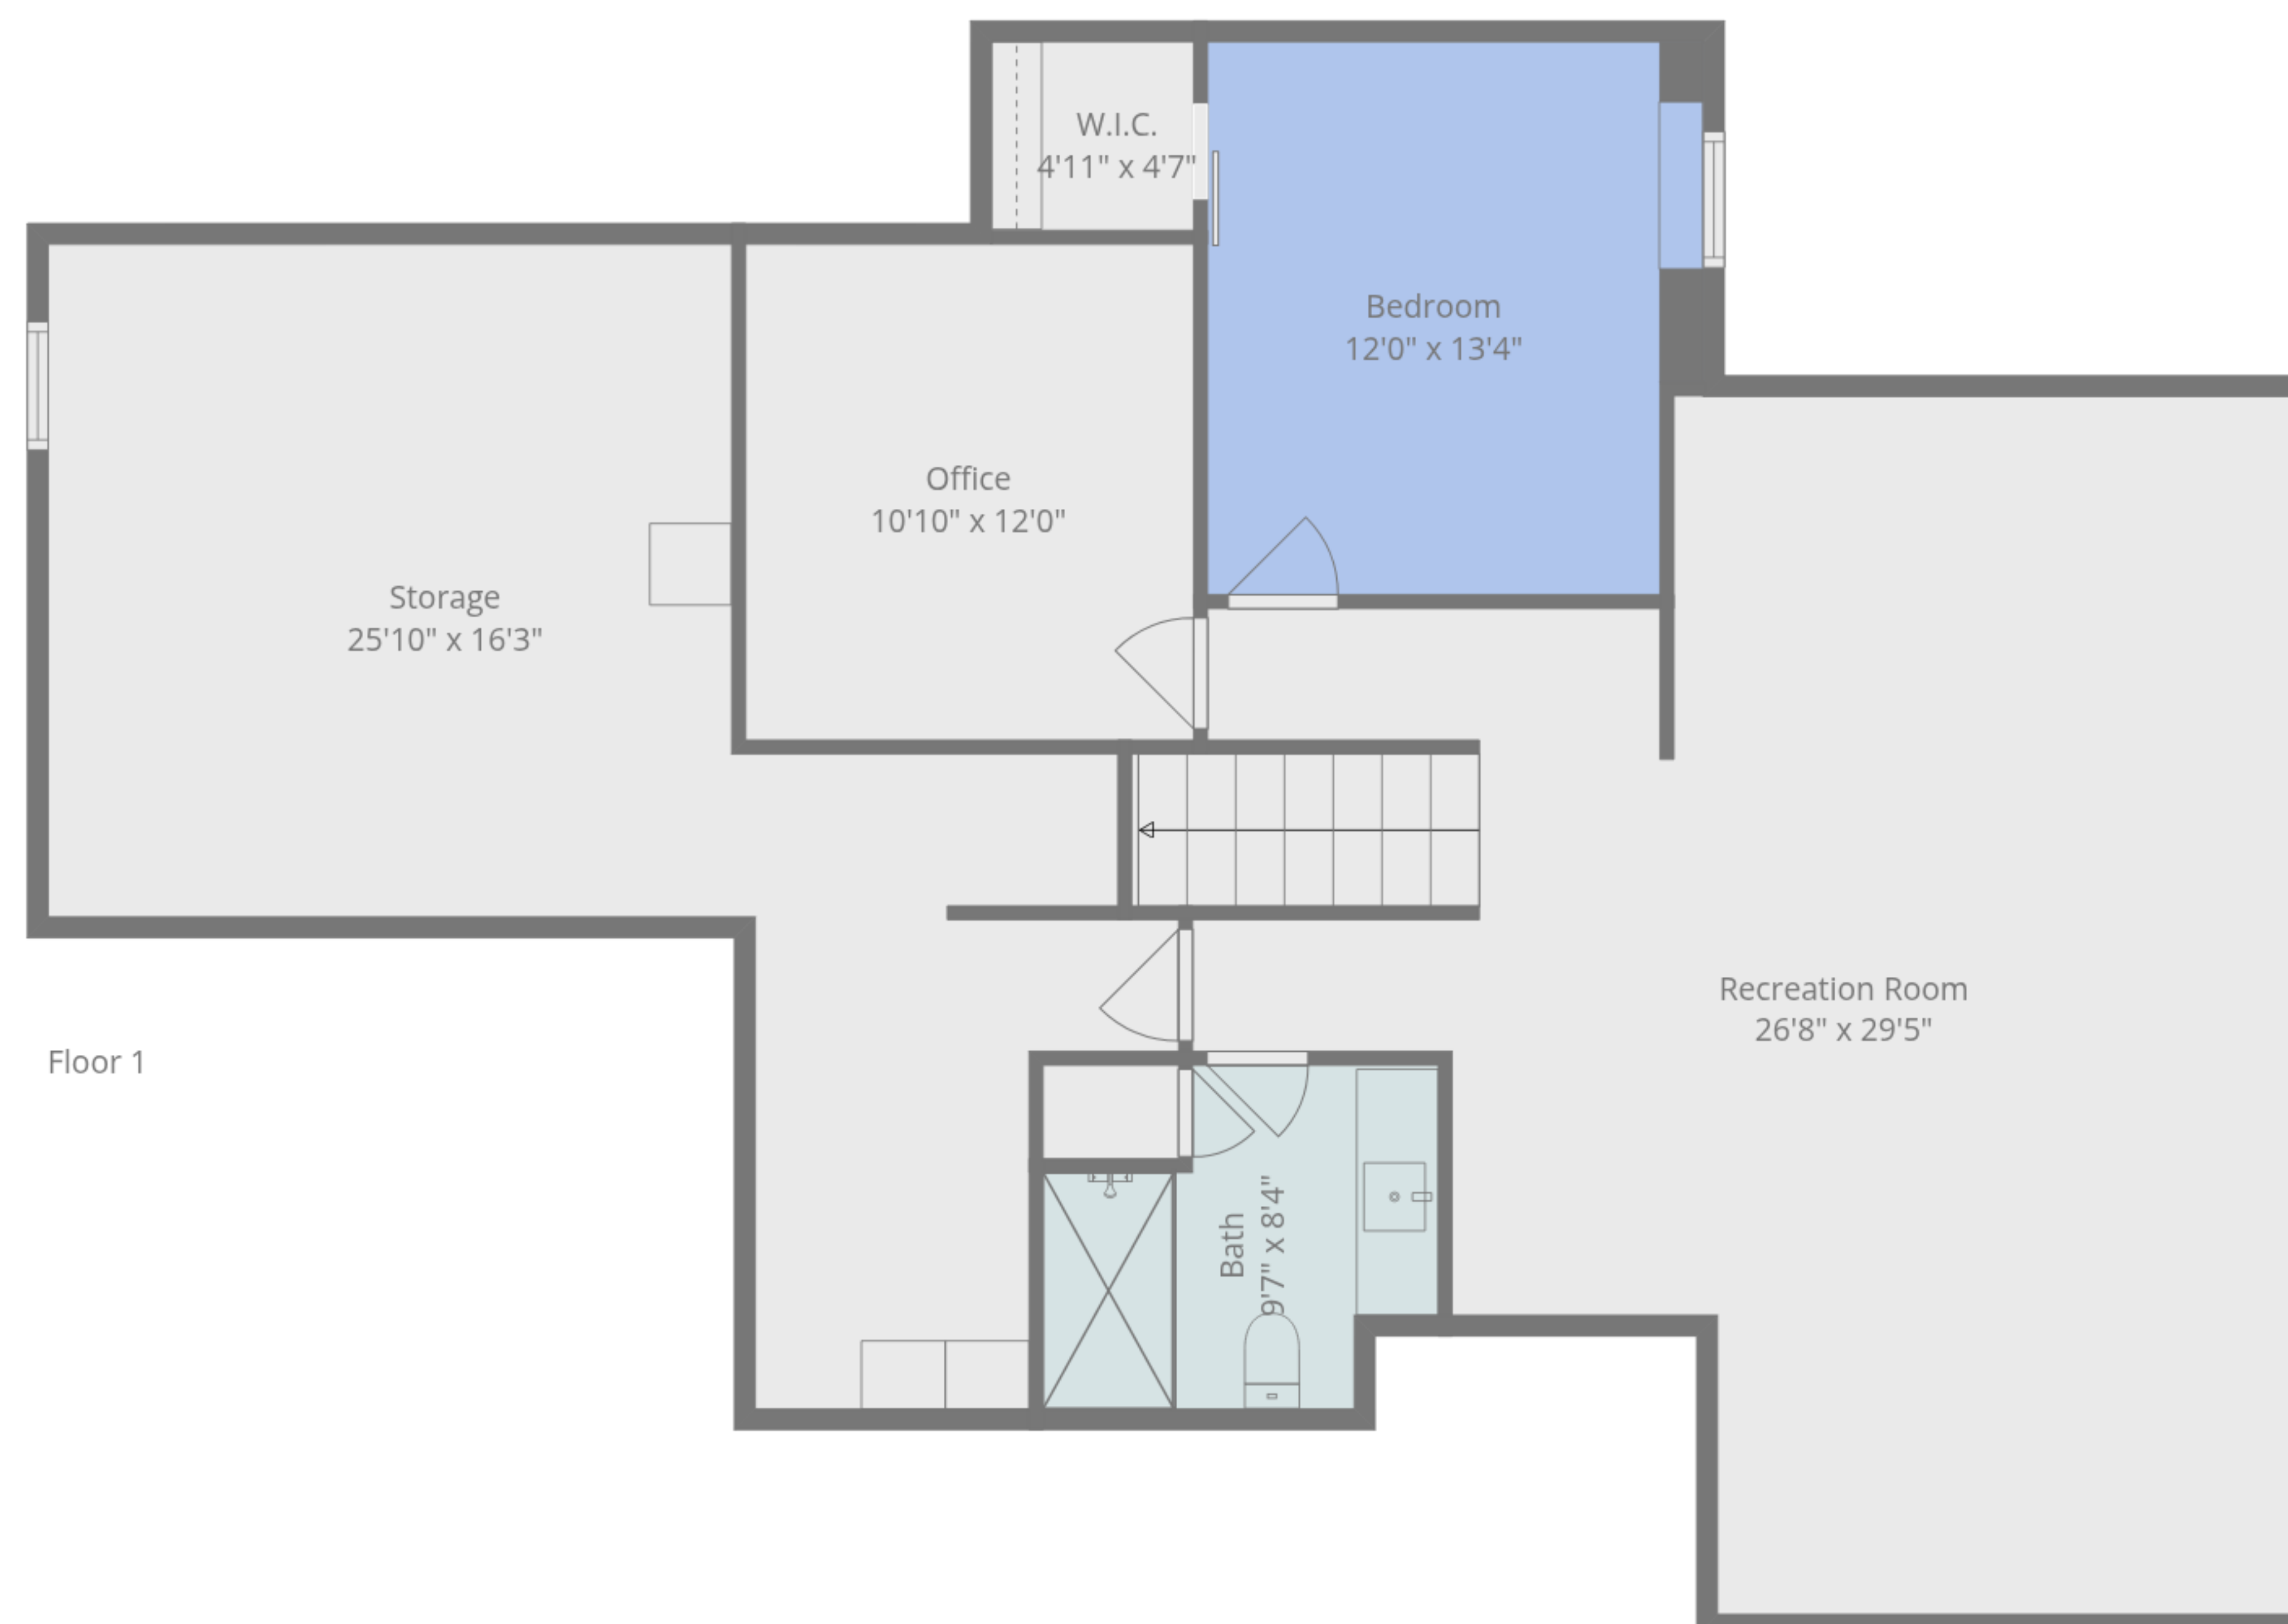 W.I.C.
4'11" x 4'7"
Bedroom
12'0" x 13'4"
Office
10'10" x 12'0"
Storage
25'10" x 16'3"
Recreation Room
26'8" x 29'5"
Floor 1
Bath
9'7" x 8'4"